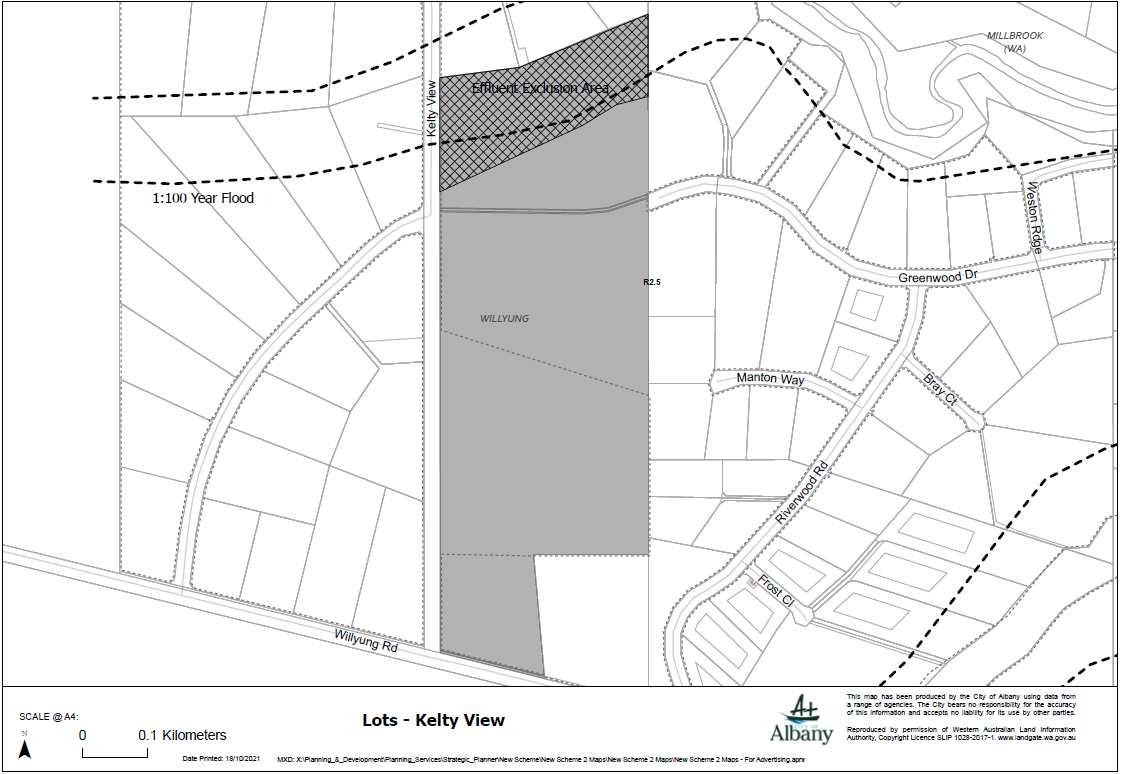 MILLBROOK
(WA)
Effluent Exclusion Area
Kelty View
1:100 Year Flood
Weston Rdge
Greenwood Dr
R2.5
WILLYUNG
Manton Way
Bray Ct
Riverwood Rd
Frost Cl
Willyung Rd
SCALE @ A4:
N
0 0.1 Kilometers
Lots - Kelty View
Date Printed: 18/10/2021
MXD: X:\Planning_&_Development\Planning_Services\Strategic_Planner\New Scheme\New Scheme 2 Maps\New Scheme 2 Maps\New Scheme 2 Maps - For Advertising.aprx
CITY OF
Albany
This map has been produced by the City of Albany using data from
a range of agencies. The City bears no responsibility for the accuracy
of this information and accepts no liability for its use by other parties.
Reproduced by permission of Western Australian Land Information
Authority, Copyright Licence SLIP 1028-2017-1. www.landgate.wa.gov.au